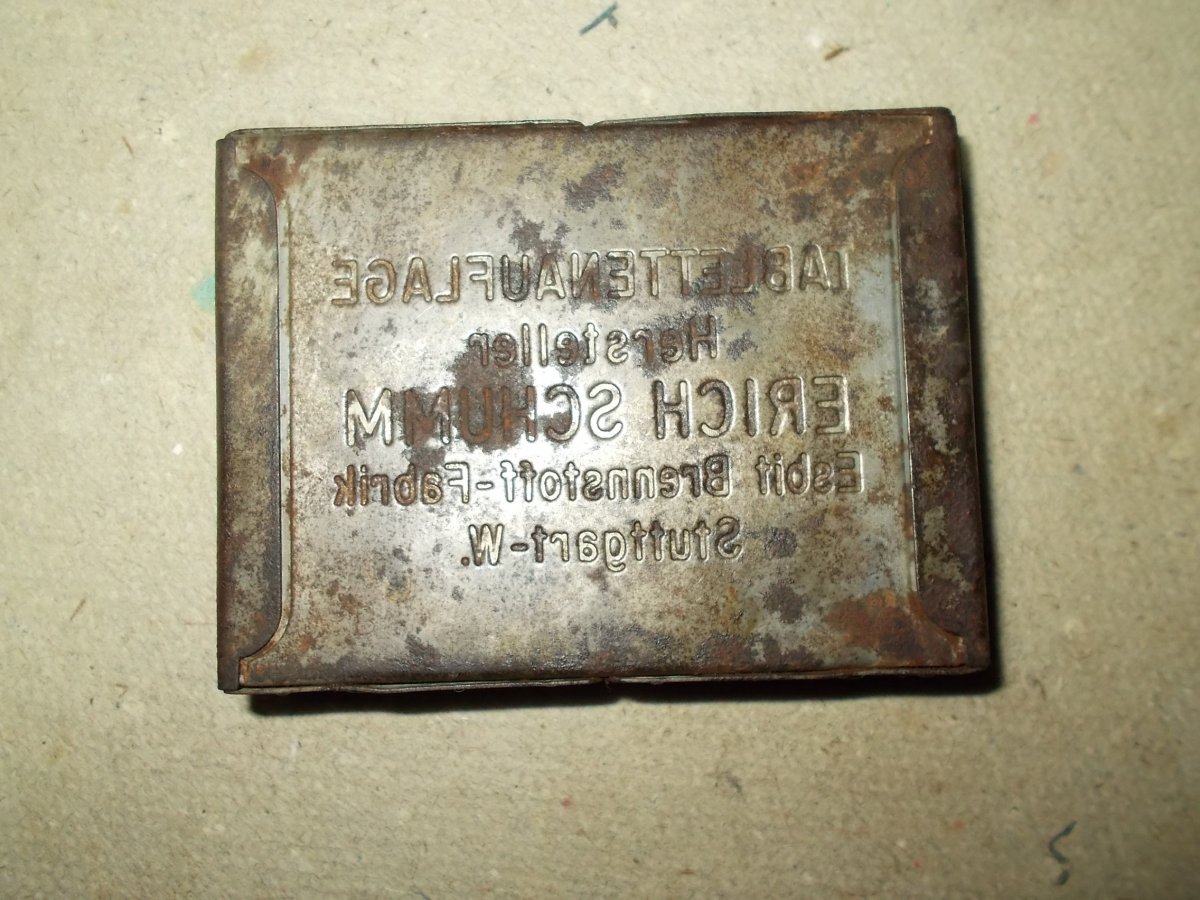 TABLETTENAUFLAGE
Hersteller
ERICH SCHUMM
Esbit Brennstoff-Fabrik
Stuttgart-W.